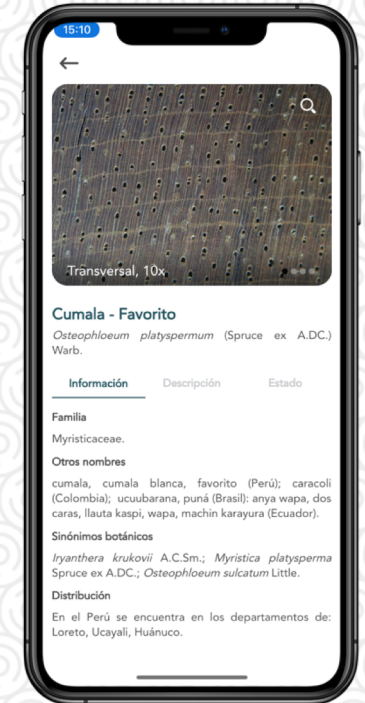 15:10
Transversal, 10x
Cumala - Favorito
Osteophloeum platyspermum (Spruce ex A.DC.)
Warb.
Información Descripción Estado
Familia
Myristicaceae.
Otros nombres
cumala, cumala blanca, favorito (Perú); caracoli
(Colombia); ucuubarana, puná (Brasil): anya wapa, dos
caras, llauta kaspi, wapa, machin karayura (Ecuador).
Sinónimos botánicos
Iryanthera krukovii A.C.Sm.; Myristica platysperma
Spruce ex A.DC.; Osteophloeum sulcatum Little.
Distribución
En el Perú se encuentra en los departamentos de:
Loreto, Ucayali, Huánuco.